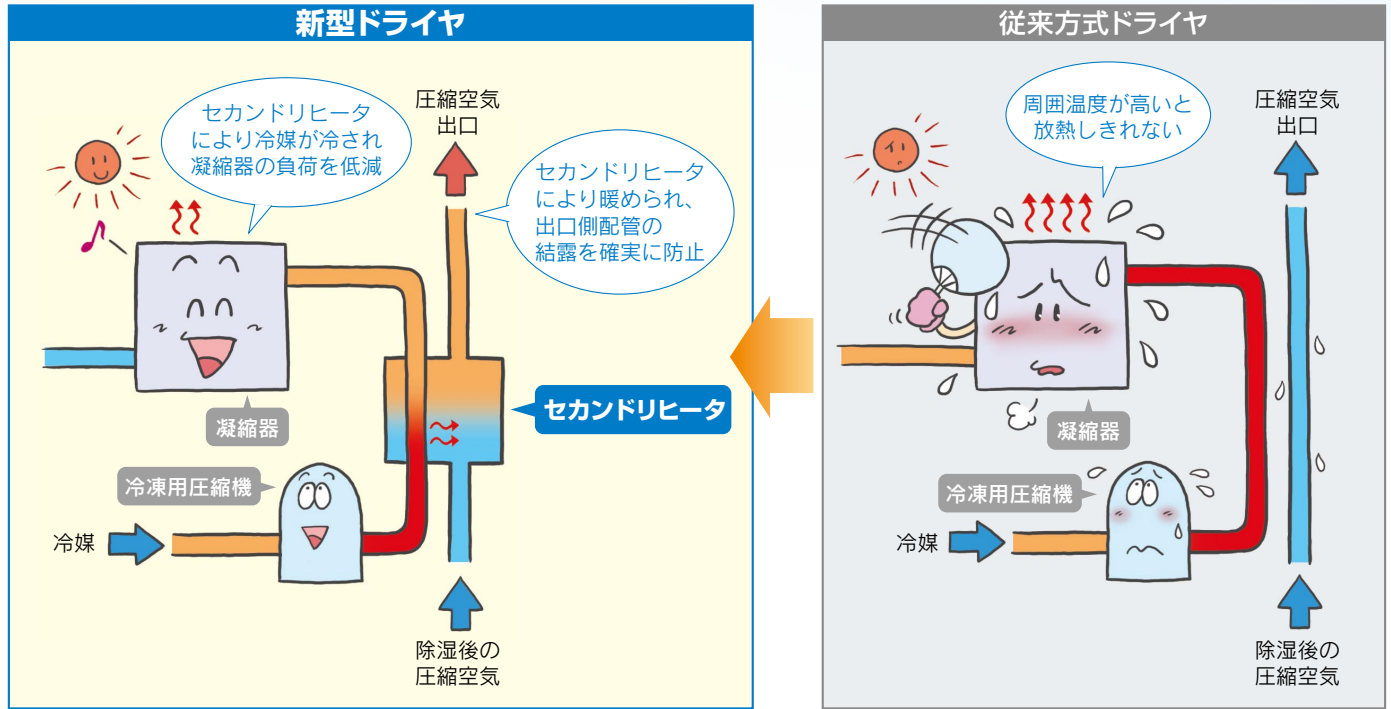 新型ドライヤ
セカンドリヒータ
により冷媒が冷され
凝縮器の負荷を低減
圧縮空気
出口
セカンドリヒータ
により暖められ、
出口側配管の
結露を確実に防止
セカンドリヒータ
凝縮器
冷凍用圧縮機
冷媒
除湿後の
圧縮空気
従来方式ドライヤ
周囲温度が高いと
放熱しきれない
圧縮空気
出口
凝縮器
冷凍用圧縮機
冷媒
除湿後の
圧縮空気